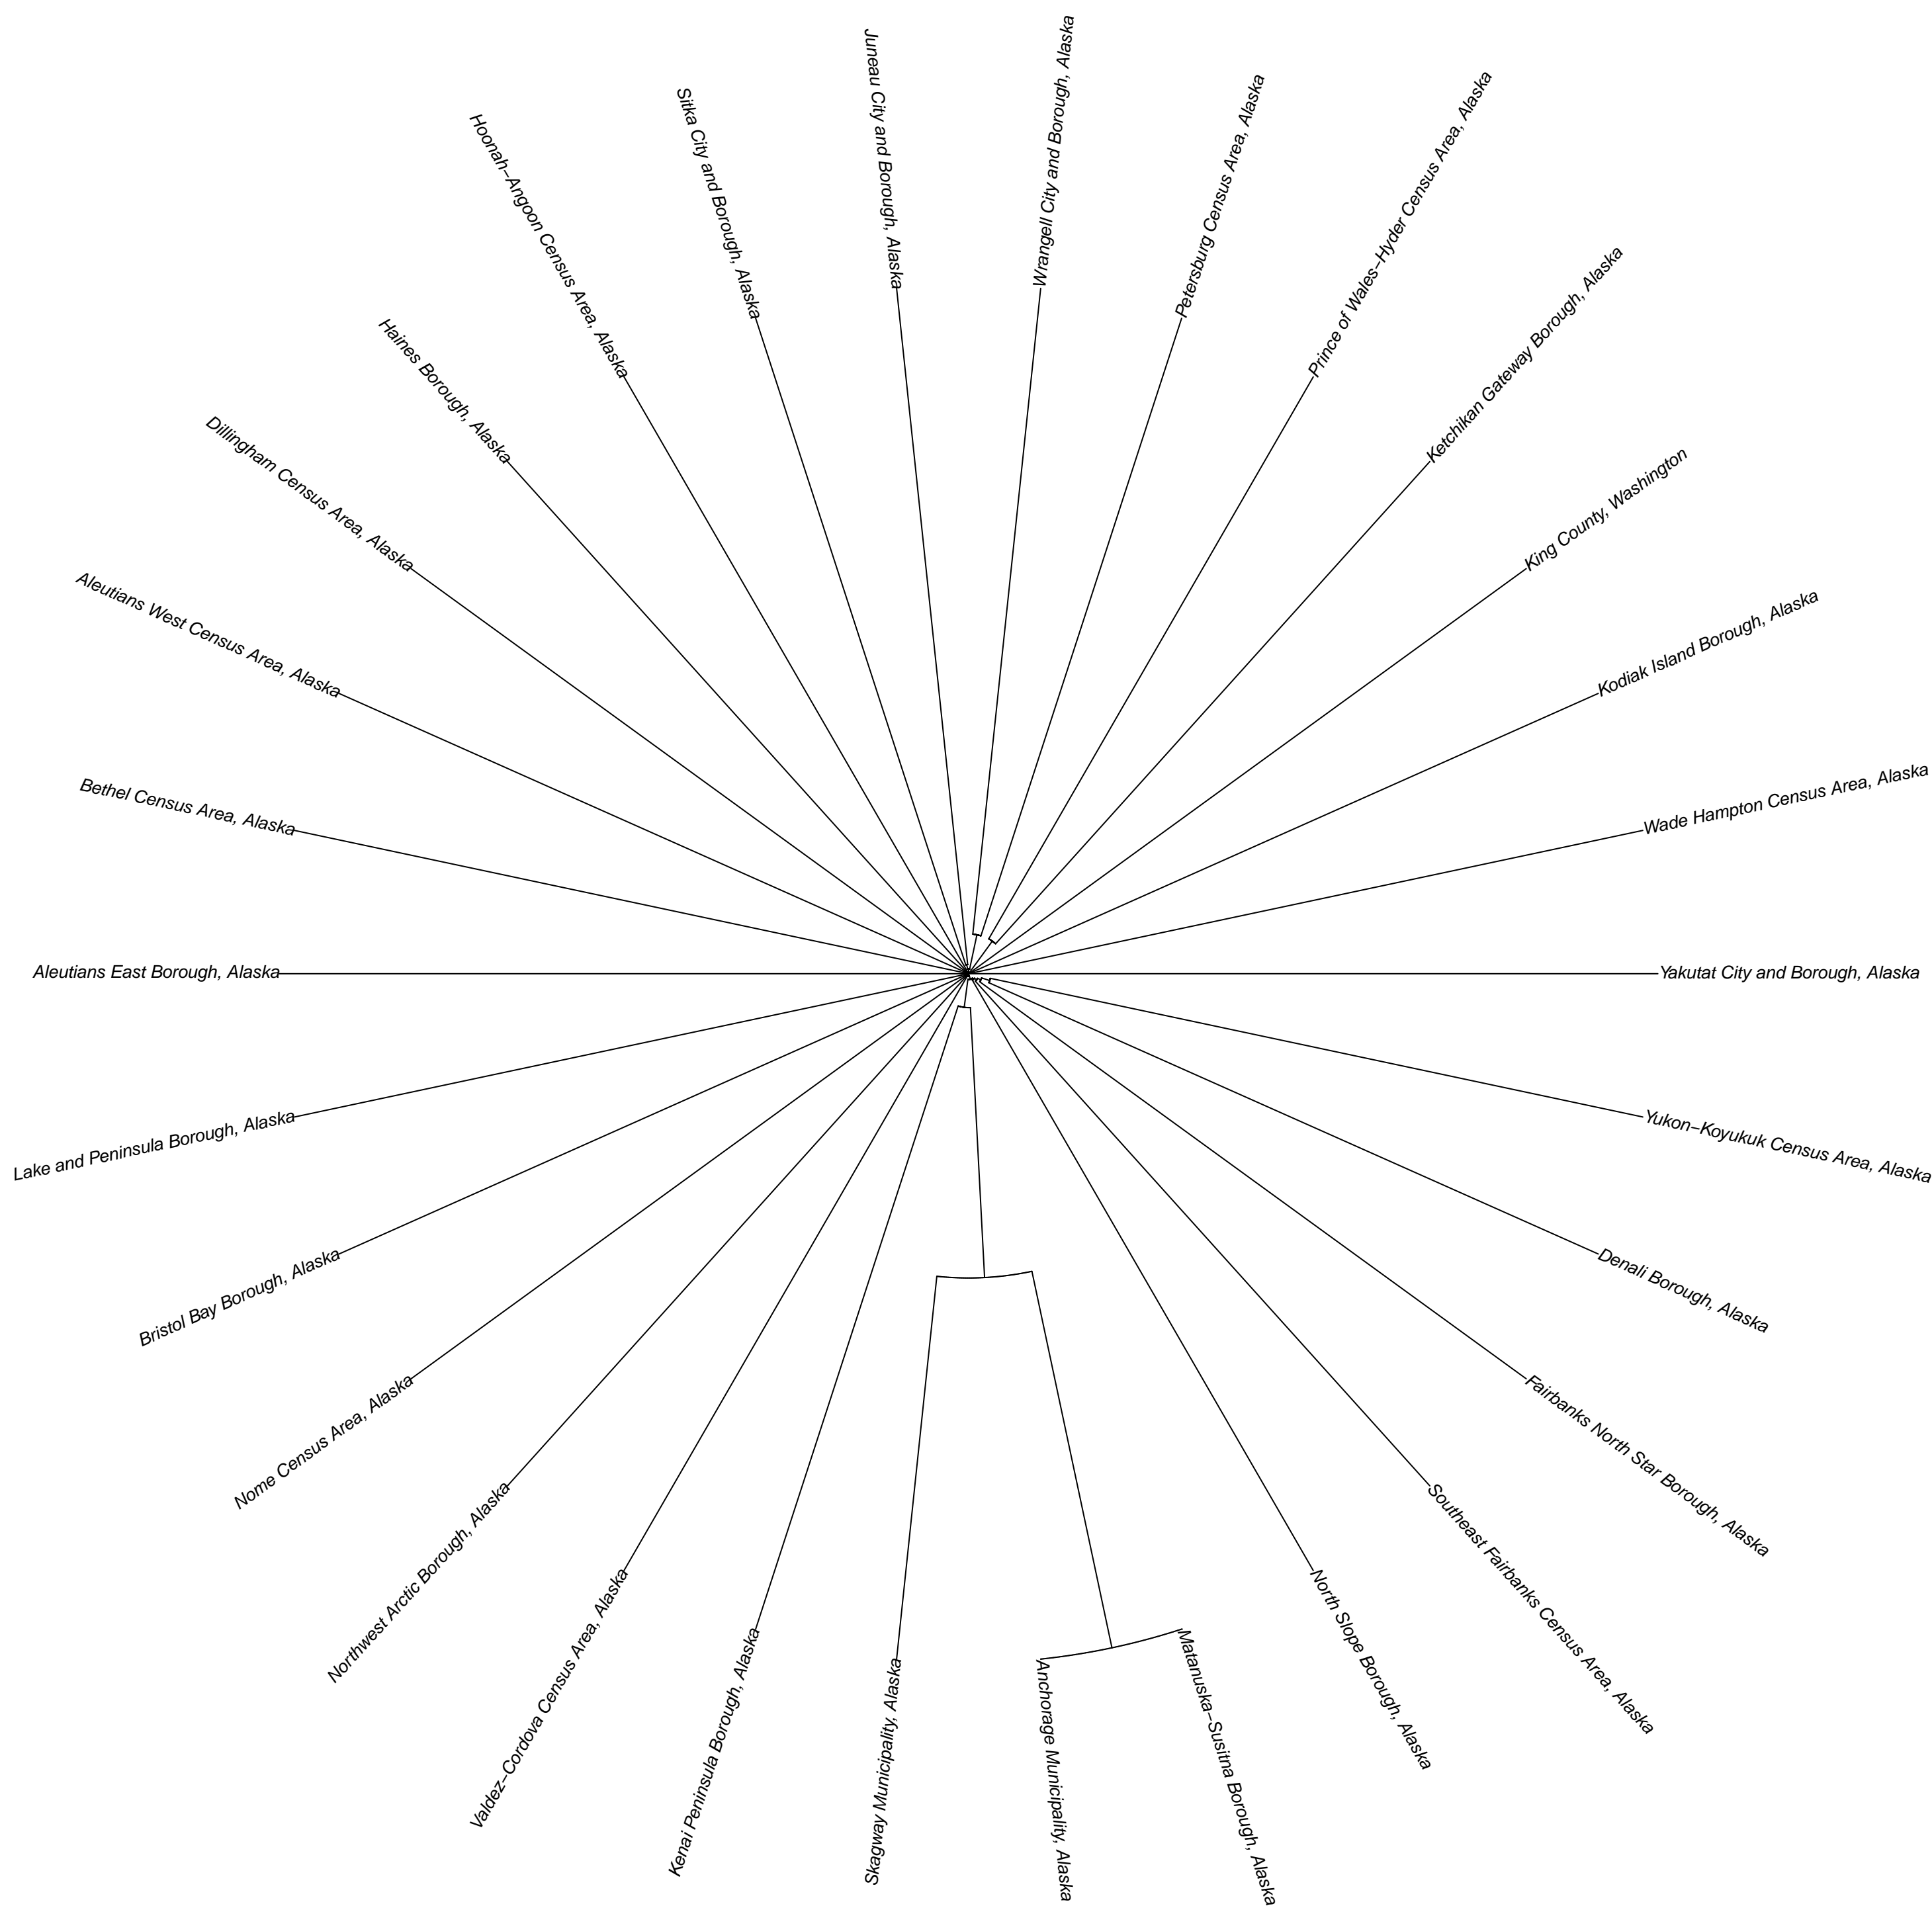 Juneau City and Borough, Alaska
Wrangell City and Borough, Alaska
Petersburg Census Area, Alaska
Prince of Wales–Hyder Census Area, Alaska
Ketchikan Gateway Borough, Alaska
King County, Washington
Kodiak Island Borough, Alaska
Wade Hampton Census Area, Alaska
Yakutat City and Borough, Alaska
Yukon–Koyukuk Census Area, Alaska
Denali Borough, Alaska
Fairbanks North Star Borough, Alaska
Southeast Fairbanks Census Area, Alaska
North Slope Borough, Alaska
Matanuska–Susitna Borough, Alaska
Anchorage Municipality, Alaska
Skagway Municipality, Alaska
Kenai Peninsula Borough, Alaska
Valdez–Cordova Census Area, Alaska
Northwest Arctic Borough, Alaska
Nome Census Area, Alaska
Bristol Bay Borough, Alaska
Lake and Peninsula Borough, Alaska
Aleutians East Borough, Alaska
Bethel Census Area, Alaska
Aleutians West Census Area, Alaska
Dillingham Census Area, Alaska
Haines Borough, Alaska
Hoonah–Angoon Census Area, Alaska
Sitka City and Borough, Alaska